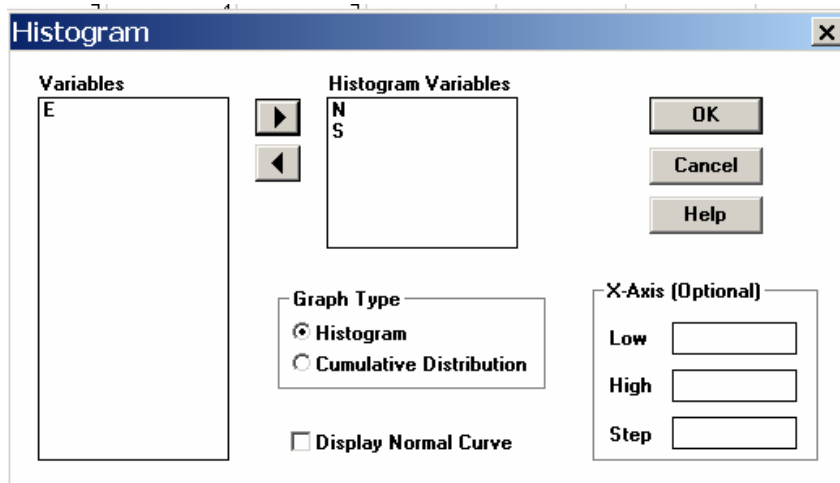 Histogram
Variables
E
Histogram Variables
N
S
OK
Cancel
Help
Graph Type
Histogram
Cumulative Distribution
Display Normal Curve
X-Axis (Optional)
Low
High
Step